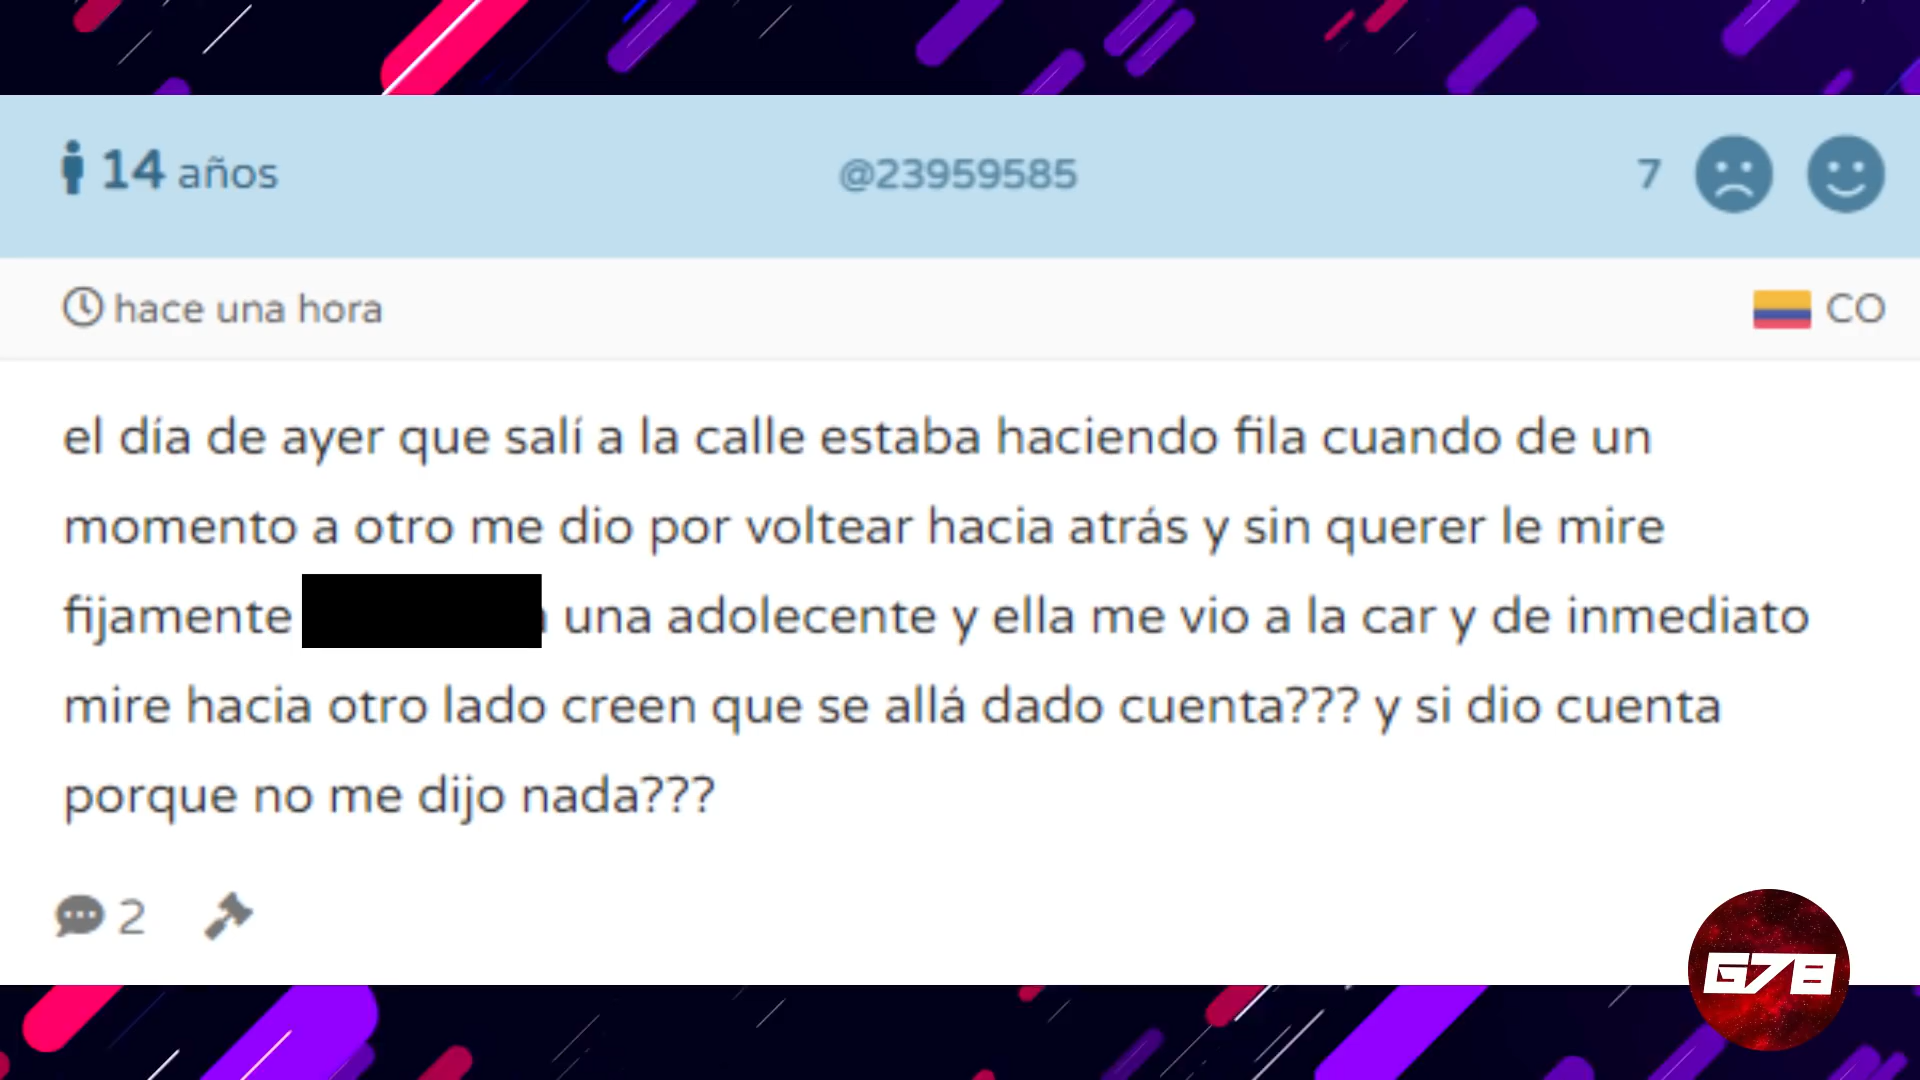 14 años @23959585 7
hace una hora CO
el día de ayer que salí a la calle estaba haciendo fila cuando de un
momento a otro me dio por voltear hacia atrás y sin querer le mire
fijamente una adolecente y ella me vio a la car y de inmediato
mire hacia otro lado creen que se allá dado cuenta??? y si dio cuenta
porque no me dijo nada???
2
G78